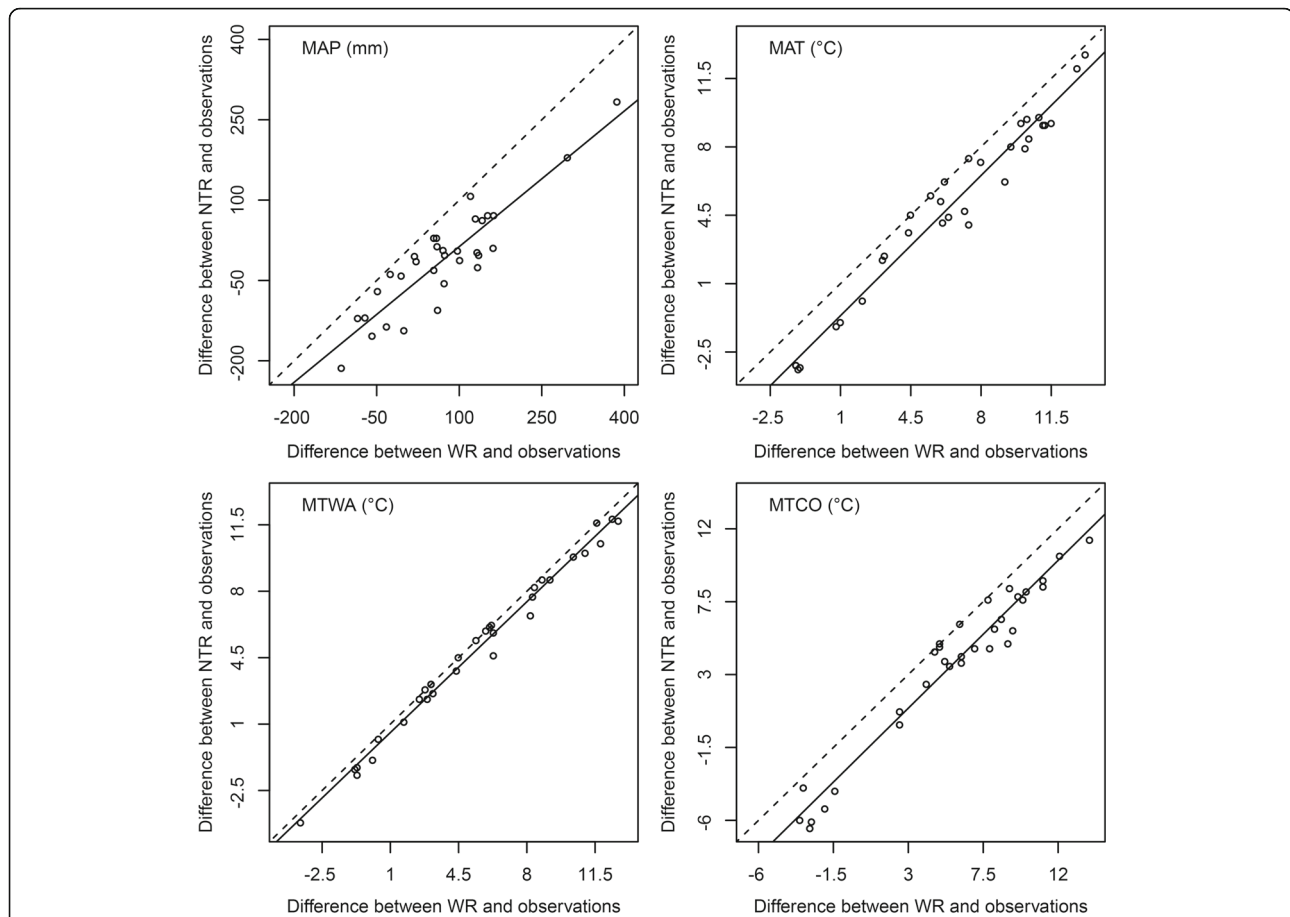 MAP (mm)
Difference between NTR and observations
400
250
100
-50
-200
-200 -50 100 250 400
Difference between WR and observations
MAT (°C)
Difference between NTR and observations
11.5
8
4.5
1
-2.5
-2.5 1 4.5 8 11.5
Difference between WR and observations
MTWA (°C)
Difference between NTR and observations
11.5
8
4.5
1
-2.5
-2.5 1 4.5 8 11.5
Difference between WR and observations
MTCO (°C)
Difference between NTR and observations
12
7.5
3
-1.5
-6
-6 -1.5 3 7.5 12
Difference between WR and observations